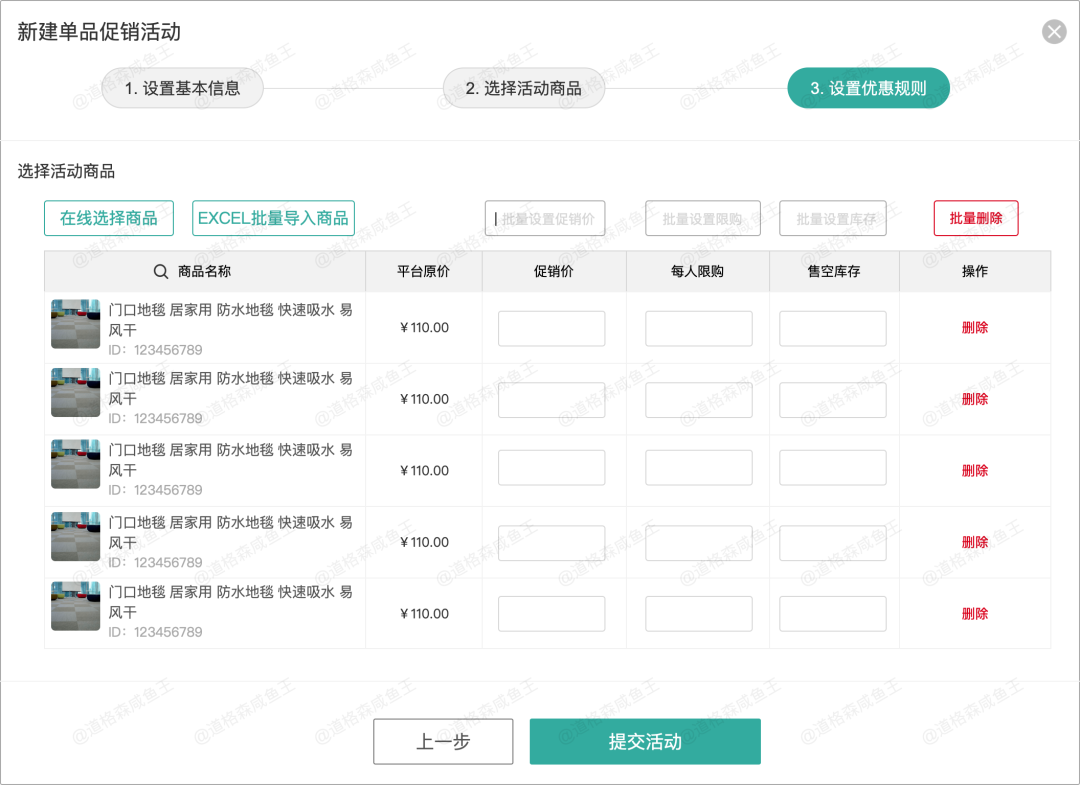 新建单品促销活动
1. 设置基本信息
2. 选择活动商品
3. 设置优惠规则
选择活动商品
在线选择商品
EXCEL批量导入商品
批量设置促销价
批量设置限购
批量设置库存
批量删除
商品名称
平台原价
促销价
每人限购
售空库存
操作
门口地毯 居家用 防水地毯 快速吸水 易
风干
ID：123456789
¥110.00
删除
门口地毯 居家用 防水地毯 快速吸水 易
风干
ID：123456789
¥110.00
删除
门口地毯 居家用 防水地毯 快速吸水 易
风干
ID：123456789
¥110.00
删除
门口地毯 居家用 防水地毯 快速吸水 易
风干
ID：123456789
¥110.00
删除
门口地毯 居家用 防水地毯 快速吸水 易
风干
ID：123456789
¥110.00
删除
上一步
提交活动
@道格森咸鱼王